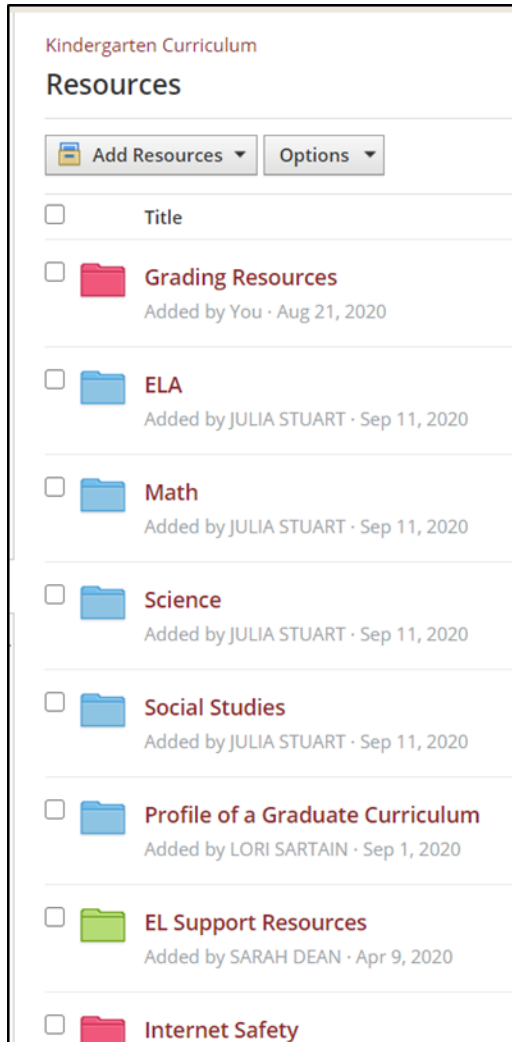 Kindergarten Curriculum
Resources
Add Resources
Options
Title
Grading Resources
Added by You · Aug 21, 2020
ELA
Added by JULIA STUART · Sep 11, 2020
Math
Added by JULIA STUART · Sep 11, 2020
Science
Added by JULIA STUART · Sep 11, 2020
Social Studies
Added by JULIA STUART · Sep 11, 2020
Profile of a Graduate Curriculum
Added by LORI SARTAIN · Sep 1, 2020
EL Support Resources
Added by SARAH DEAN · Apr 9, 2020
Internet Safety